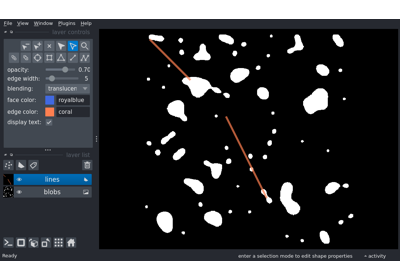 File View Window Plugins Help
layer controls
opacity: 0.70
edge width: 5
blending: translucen
face color: royalblue
edge color: coral
display text:
layer list
lines
blobs
Ready enter a selection mode to edit shape properties activity